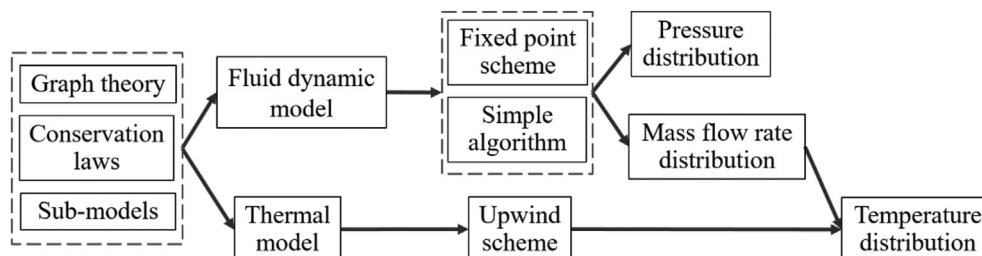 Graph theory
Conservation
laws
Sub-models
Fluid dynamic
model
Thermal
model
Fixed point
scheme
Simple
algorithm
Upwind
scheme
Pressure
distribution
Mass flow rate
distribution
Temperature
distribution